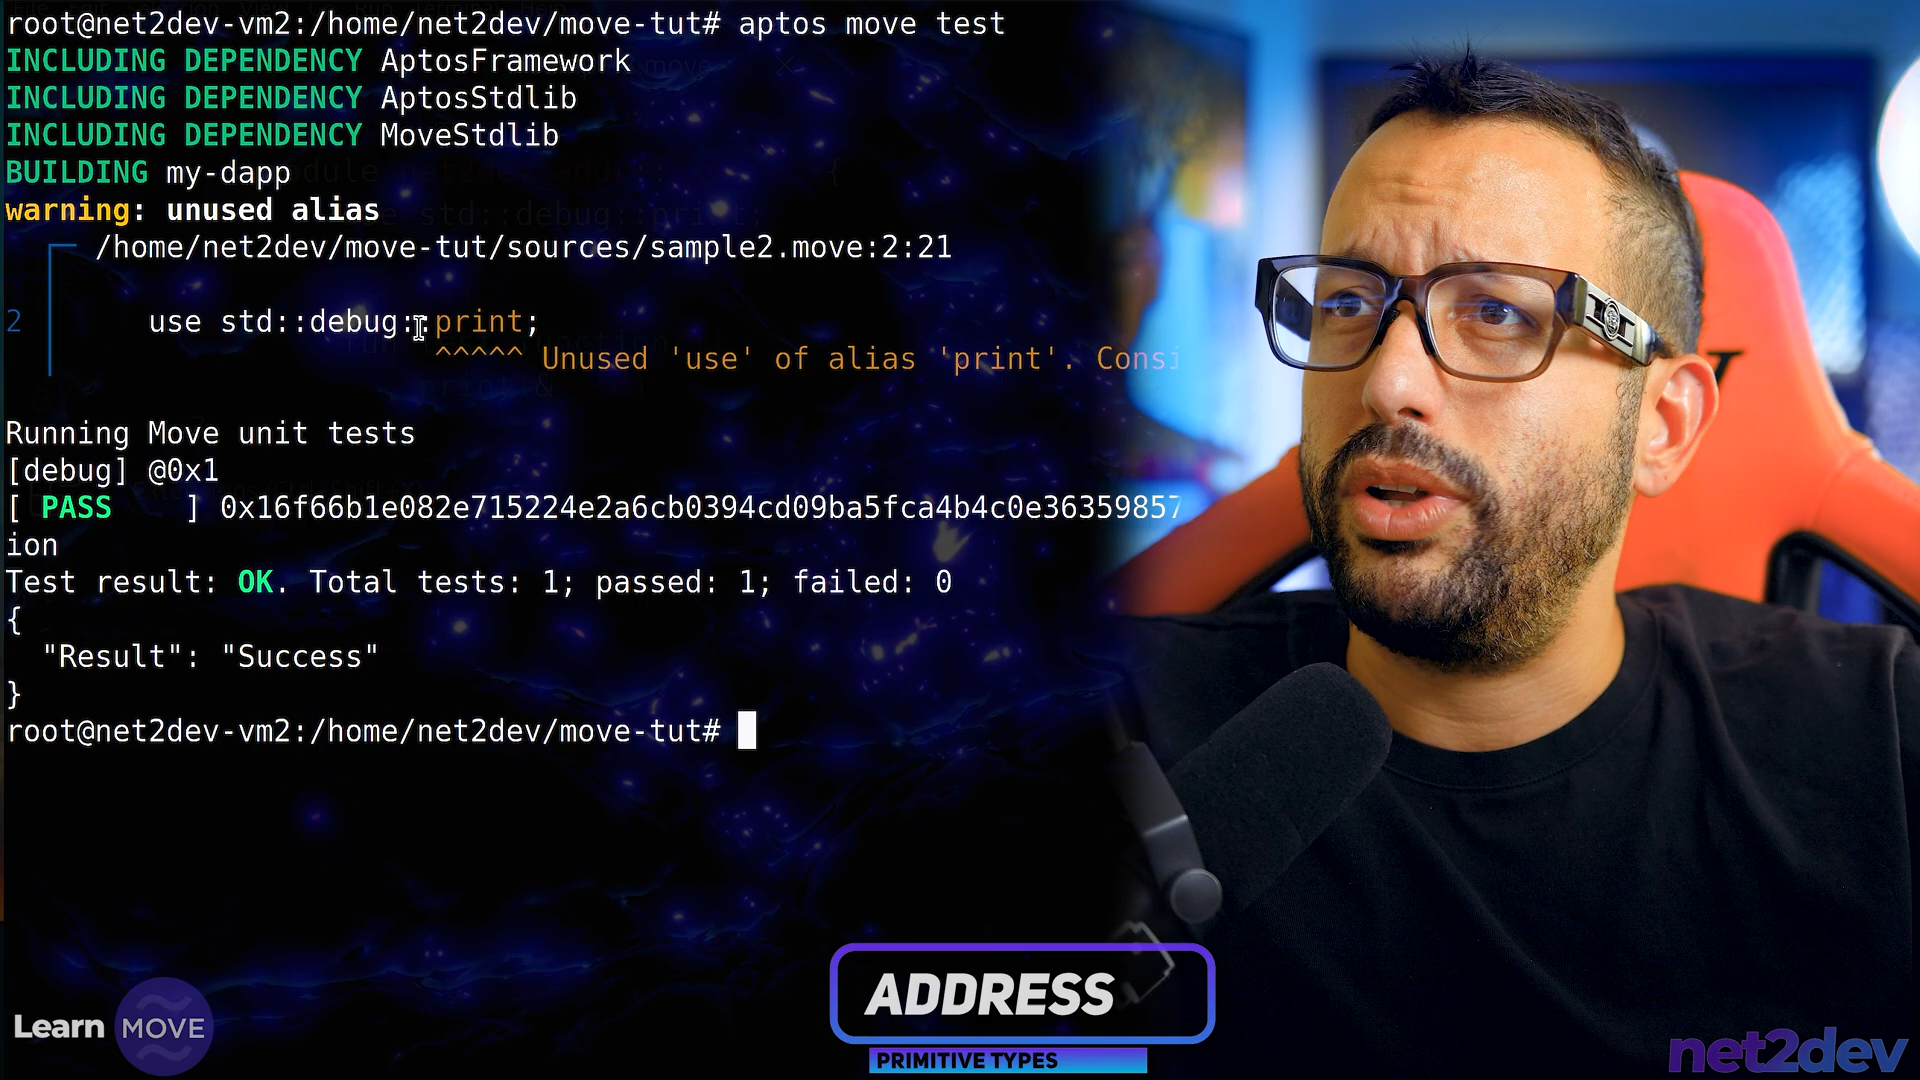 root@net2dev-vm2:/home/net2dev/move-tut# aptos move test
INCLUDING DEPENDENCY AptosFramework
INCLUDING DEPENDENCY AptosStdlib
INCLUDING DEPENDENCY MoveStdlib
BUILDING my-dapp
warning: unused alias
/home/net2dev/move-tut/sources/sample2.move:2:21
2 use std::debug::print;
^^^^^ Unused 'use' of alias 'print'. Consi
Running Move unit tests
[debug] @0x1
[ PASS ] 0x16f66b1e082e715224e2a6cb0394cd09ba5fca4b4c0e36359857
ion
Test result: OK. Total tests: 1; passed: 1; failed: 0
{
"Result": "Success"
}
root@net2dev-vm2:/home/net2dev/move-tut#
ADDRESS
PRIMITIVE TYPES
Learn MOVE
net2dev